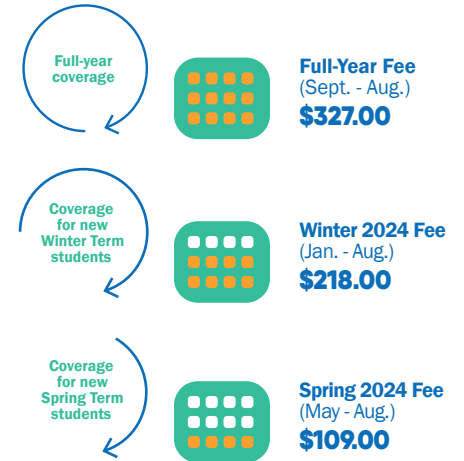 Full-year
coverage
Full-Year Fee
(Sept. - Aug.)
$327.00
Coverage
for new
Winter Term
students
Winter 2024 Fee
(Jan. - Aug.)
$218.00
Coverage
for new
Spring Term
students
Spring 2024 Fee
(May - Aug.)
$109.00